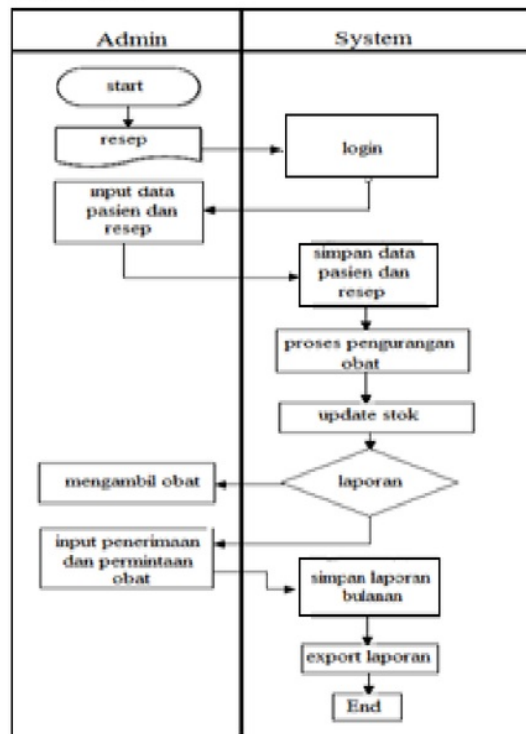 Admin
System
start
resep
login
input data
pasien dan
resep
simpan data
pasien dan
resep
proses pengurangan
obat
update stok
laporan
mengambil obat
input penerimaan
dan permintaan
obat
simpan laporan
bulanan
export laporan
End